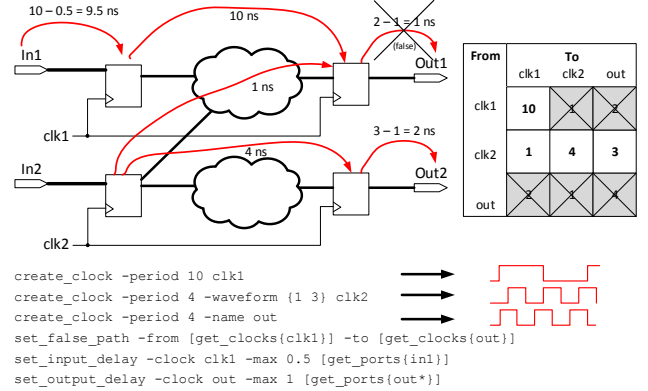 10 – 0.5 = 9.5 ns
10 ns
2 – 1 = 1 ns
(false)
In1
Out1
1 ns
clk1
3 – 1 = 2 ns
4 ns
In2
Out2
clk2
From To
clk1 clk2 out
clk1 10 1 2
clk2 1 4 3
out 2 1 4
create_clock -period 10 clk1
create_clock -period 4 -waveform {1 3} clk2
create_clock -period 4 -name out
set_false_path -from [get_clocks{clk1}] -to [get_clocks{out}]
set_input_delay -clock clk1 -max 0.5 [get_ports{in1}]
set_output_delay -clock out -max 1 [get_ports{out*}]